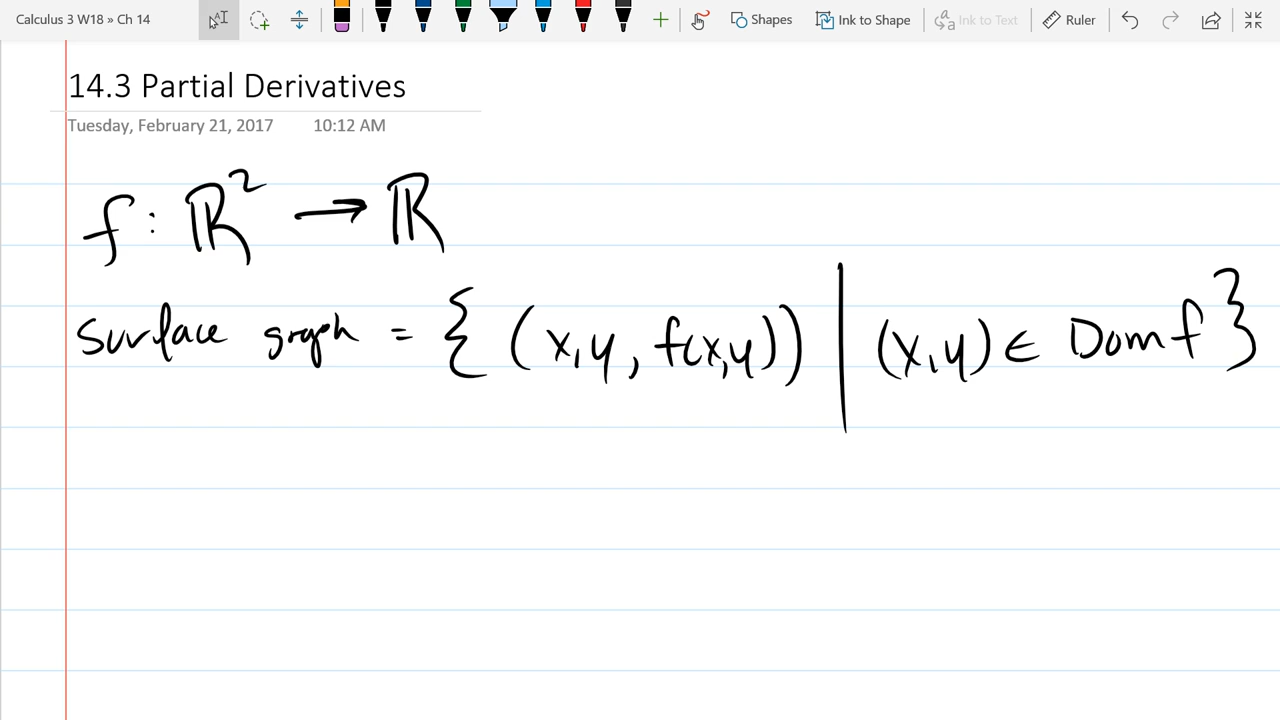 Calculus 3 W18 » Ch 14 Shapes Ink to Shape Ink to Text Ruler
14.3 Partial Derivatives
Tuesday, February 21, 2017 10:12 AM
f : ℝ² → ℝ
surface graph = { (x,y, f(x,y)) | (x,y) ∈ Dom f }